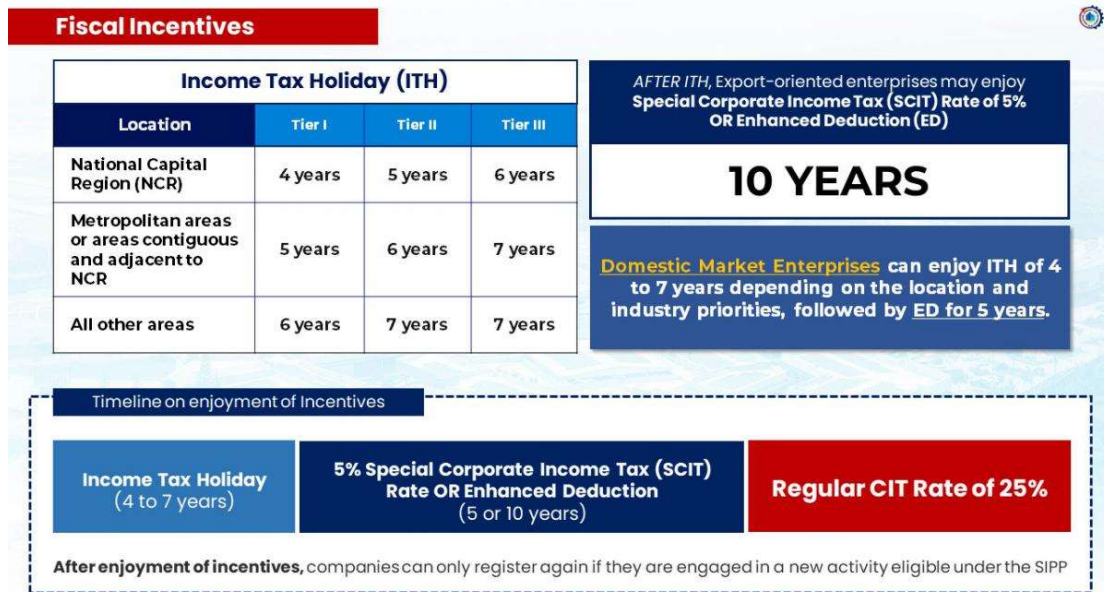 Fiscal Incentives
Income Tax Holiday (ITH)
Location Tier I Tier II Tier III
National Capital
Region (NCR)
4 years 5 years 6 years
Metropolitan areas
or areas contiguous
and adjacent to
NCR
5 years 6 years 7 years
All other areas 6 years 7 years 7 years
AFTER ITH, Export-oriented enterprises may enjoy
Special Corporate Income Tax (SCIT) Rate of 5%
OR Enhanced Deduction (ED)
10 YEARS
Domestic Market Enterprises can enjoy ITH of 4
to 7 years depending on the location and
industry priorities, followed by ED for 5 years.
Timeline on enjoyment of Incentives
Income Tax Holiday
(4 to 7 years)
5% Special Corporate Income Tax (SCIT)
Rate OR Enhanced Deduction
(5 or 10 years)
Regular CIT Rate of 25%
After enjoyment of incentives, companies can only register again if they are engaged in a new activity eligible under the SIPP